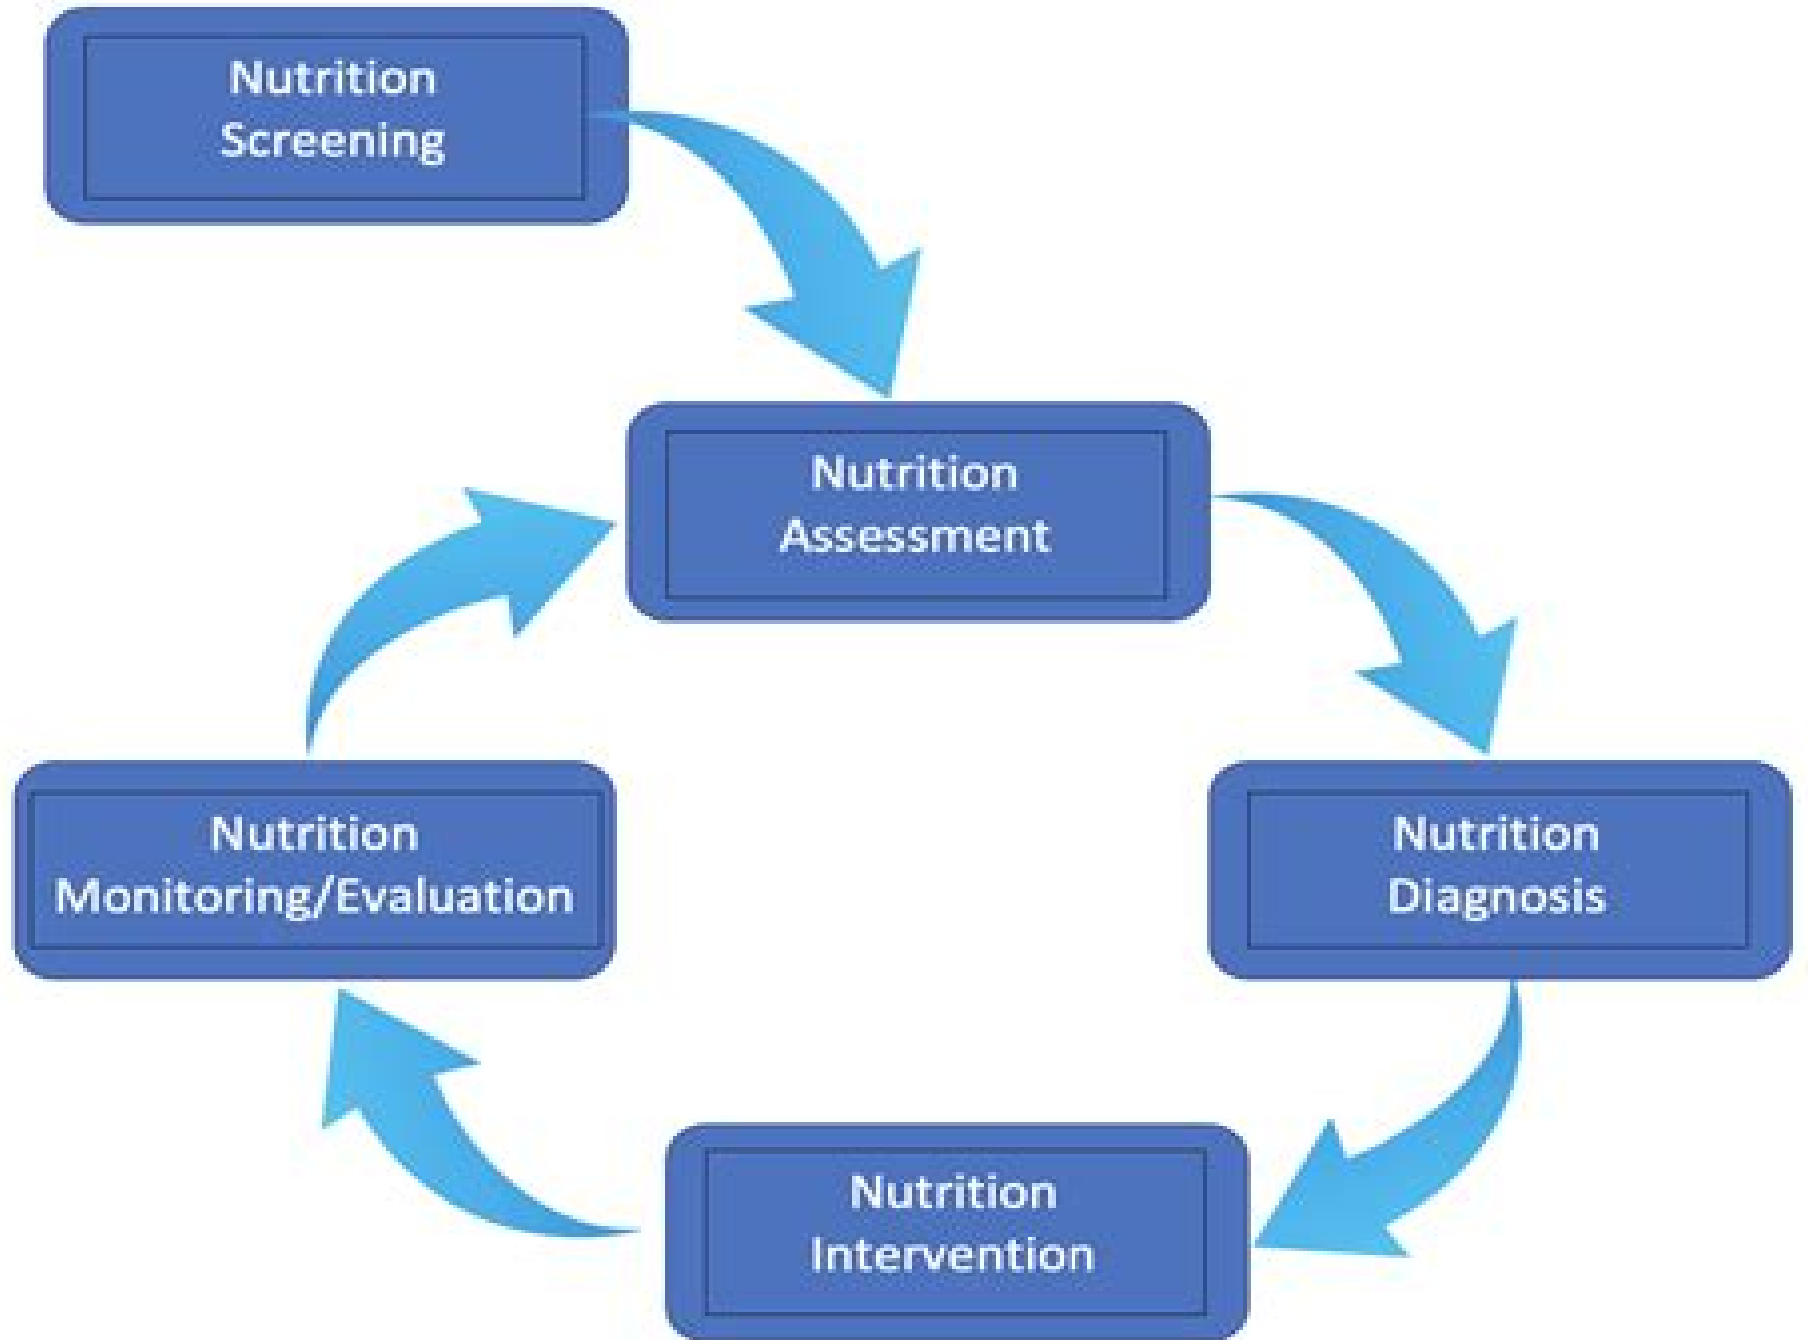 Nutrition
Screening
Nutrition
Assessment
Nutrition
Diagnosis
Nutrition
Intervention
Nutrition
Monitoring/Evaluation